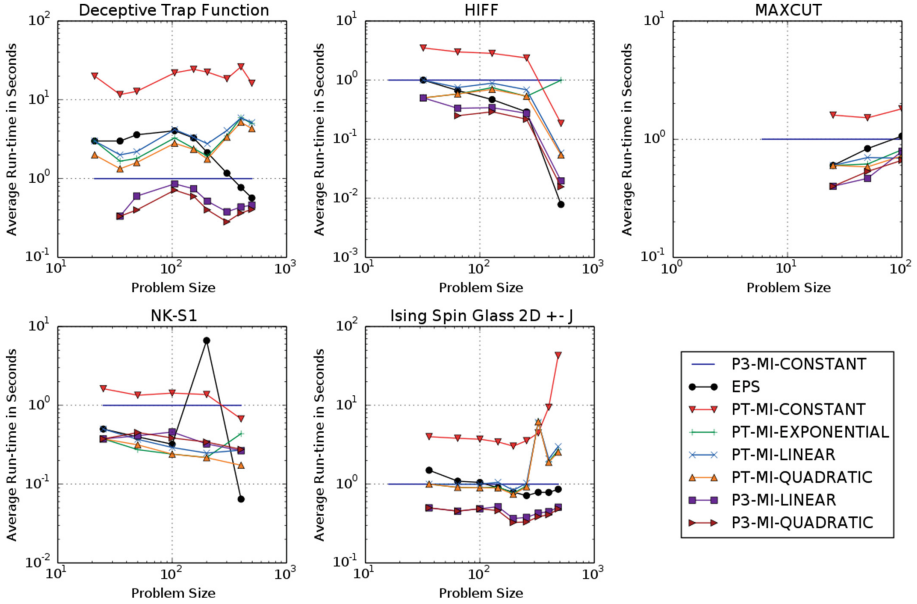 Deceptive Trap Function
Average Run-time in Seconds
10^2
10^1
10^0
10^-1
10^1
10^2
10^3
Problem Size
HIFF
Average Run-time in Seconds
10^1
10^0
10^-1
10^-2
10^-3
10^1
10^2
10^3
Problem Size
MAXCUT
Average Run-time in Seconds
10^1
10^0
10^-1
10^0
10^1
10^2
Problem Size
NK-S1
Average Run-time in Seconds
10^1
10^0
10^-1
10^-2
10^1
10^2
10^3
Problem Size
Ising Spin Glass 2D +- J
Average Run-time in Seconds
10^2
10^1
10^0
10^-1
10^1
10^2
10^3
Problem Size
P3-MI-CONSTANT
EPS
PT-MI-CONSTANT
PT-MI-EXPONENTIAL
PT-MI-LINEAR
PT-MI-QUADRATIC
P3-MI-LINEAR
P3-MI-QUADRATIC